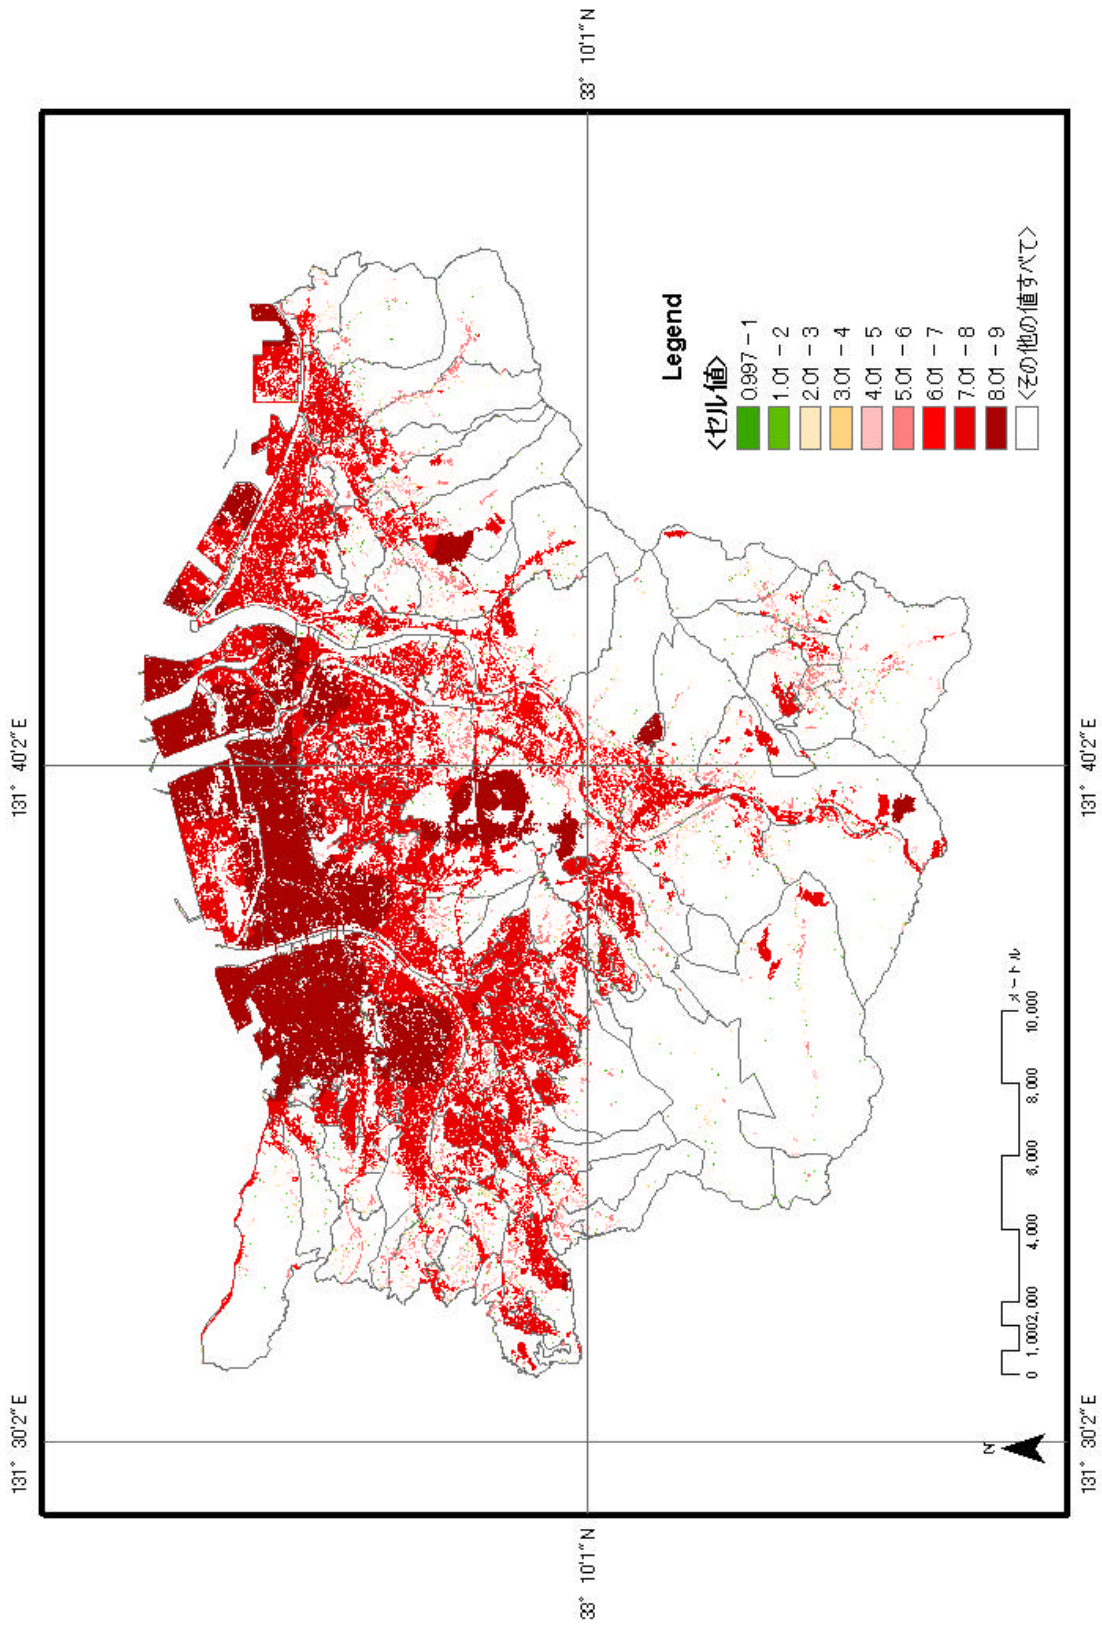 131° 30'2" E
131° 40'2" E
33° 10'1" N
33° 10'1" N
Legend
<セル値>
0.997 - 1
1.01 - 2
2.01 - 3
3.01 - 4
4.01 - 5
5.01 - 6
6.01 - 7
7.01 - 8
8.01 - 9
<その他の値すべて>
N
0 1,000 2,000 4,000 6,000 8,000 10,000
メートル
131° 30'2" E
131° 40'2" E